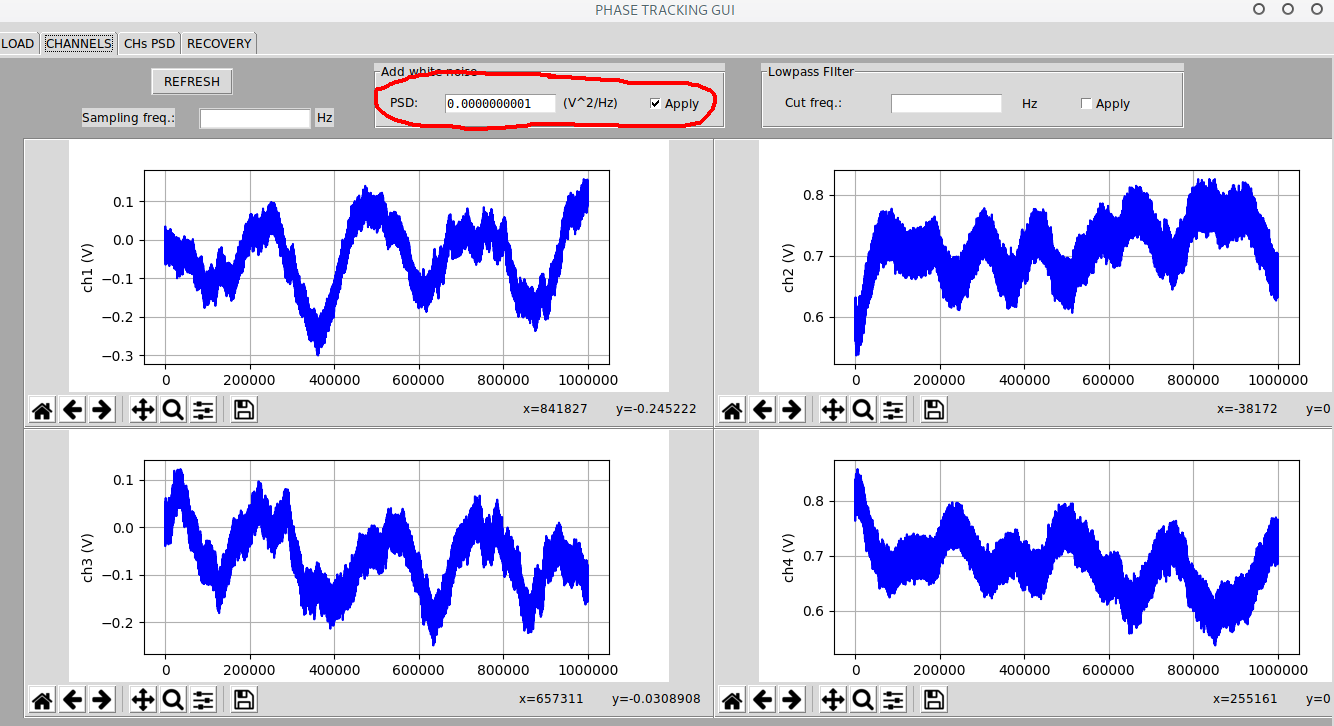 PHASE TRACKING GUI
LOAD CHANNELS CHs PSD RECOVERY
REFRESH
Sampling freq.: Hz
Add white noise
PSD: 0.0000000001 (V^2/Hz) Apply
Lowpass FIlter
Cut freq.: Hz Apply
ch1 (V)
0.1
0.0
−0.1
−0.2
−0.3
0 200000 400000 600000 800000 1000000
x=841827 y=-0.245222
ch2 (V)
0.8
0.7
0.6
0 200000 400000 600000 800000 1000000
x=-38172 y=0
ch3 (V)
0.1
0.0
−0.1
−0.2
0 200000 400000 600000 800000 1000000
x=657311 y=-0.0308908
ch4 (V)
0.8
0.7
0.6
0 200000 400000 600000 800000 1000000
x=255161 y=0